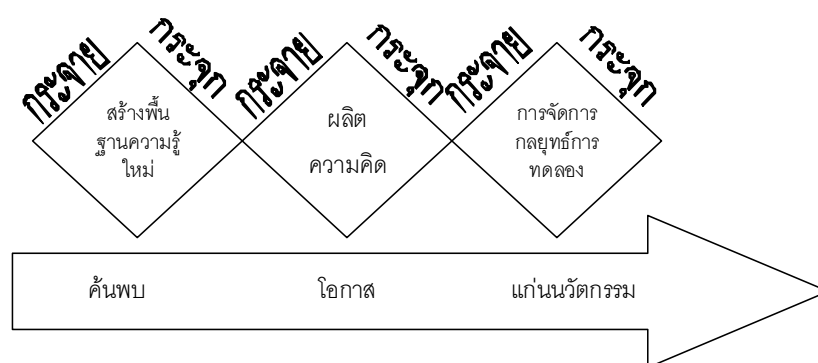 กระจาย
กระจุก
กระจาย
กระจุก
กระจาย
กระจุก
สร้างพื้น
ฐานความรู้
ใหม่
ผลิต
ความคิด
การจัดการ
กลยุทธ์การ
ทดลอง
ค้นพบ
โอกาส
แก่นนวัตกรรม